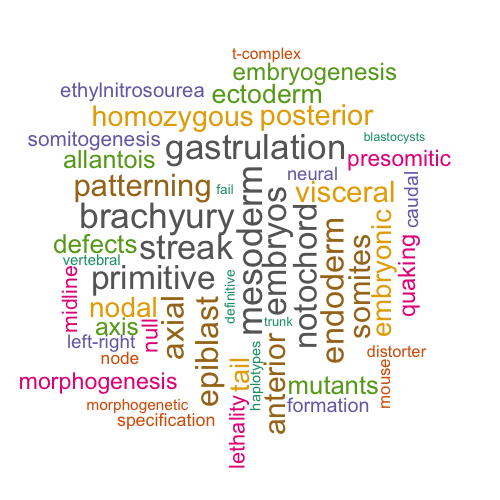 t-complex
embryogenesis
ethylnitrosourea
ectoderm
homozygous
posterior
somitogenesis
gastrulation
blastocysts
allantois
presomitic
patterning
fail
neural
visceral
caudal
brachyury
mesoderm
embryos
notochord
defects
streak
endoderm
somites
embryonic
quaking
vertebral
primitive
midline
nodal
axial
epiblast
definitive
axis
null
trunk
left-right
node
distorter
mouse
morphogenesis
tail
haplotypes
anterior
mutants
morphogenetic
lethality
formation
specification